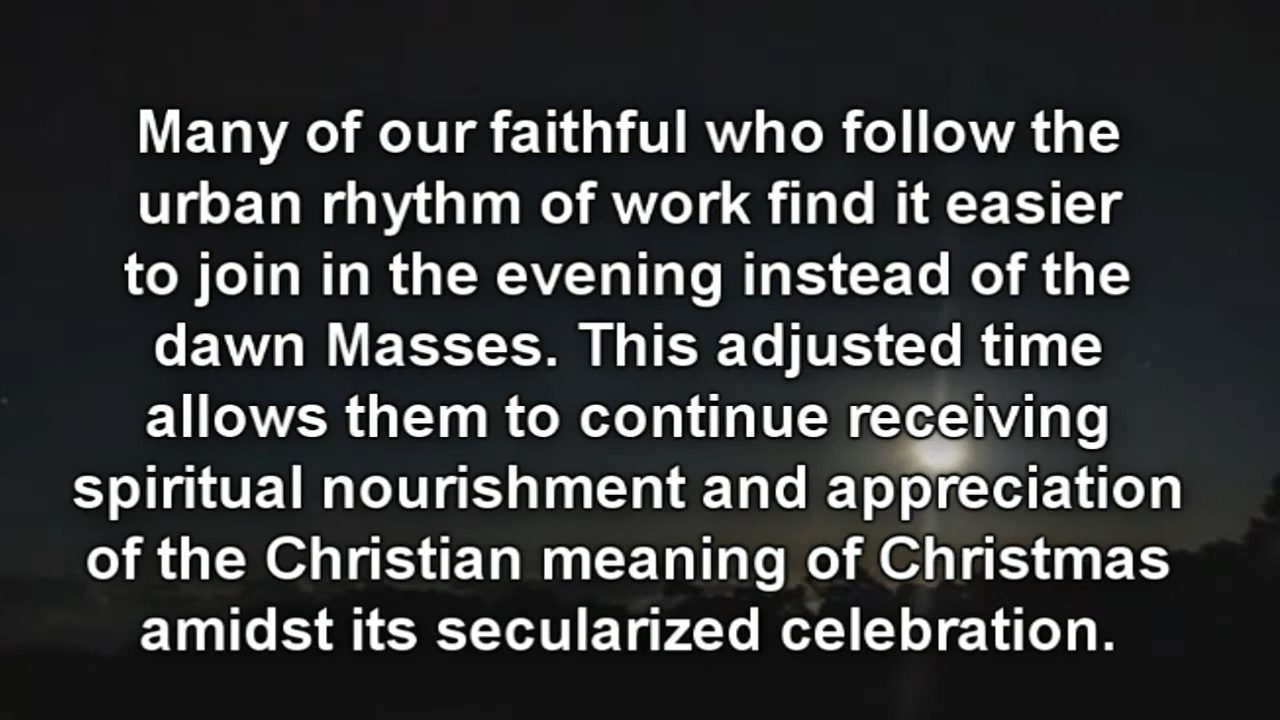 Many of our faithful who follow the
urban rhythm of work find it easier
to join in the evening instead of the
dawn Masses. This adjusted time
allows them to continue receiving
spiritual nourishment and appreciation
of the Christian meaning of Christmas
amidst its secularized celebration.